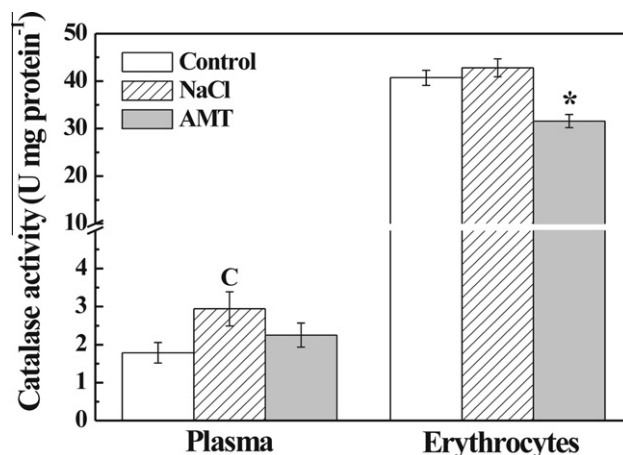 Catalase activity (U mg protein⁻¹)
50
40
30
20
10
4
3
2
1
0
Control
NaCl
AMT
C
*
Plasma
Erythrocytes